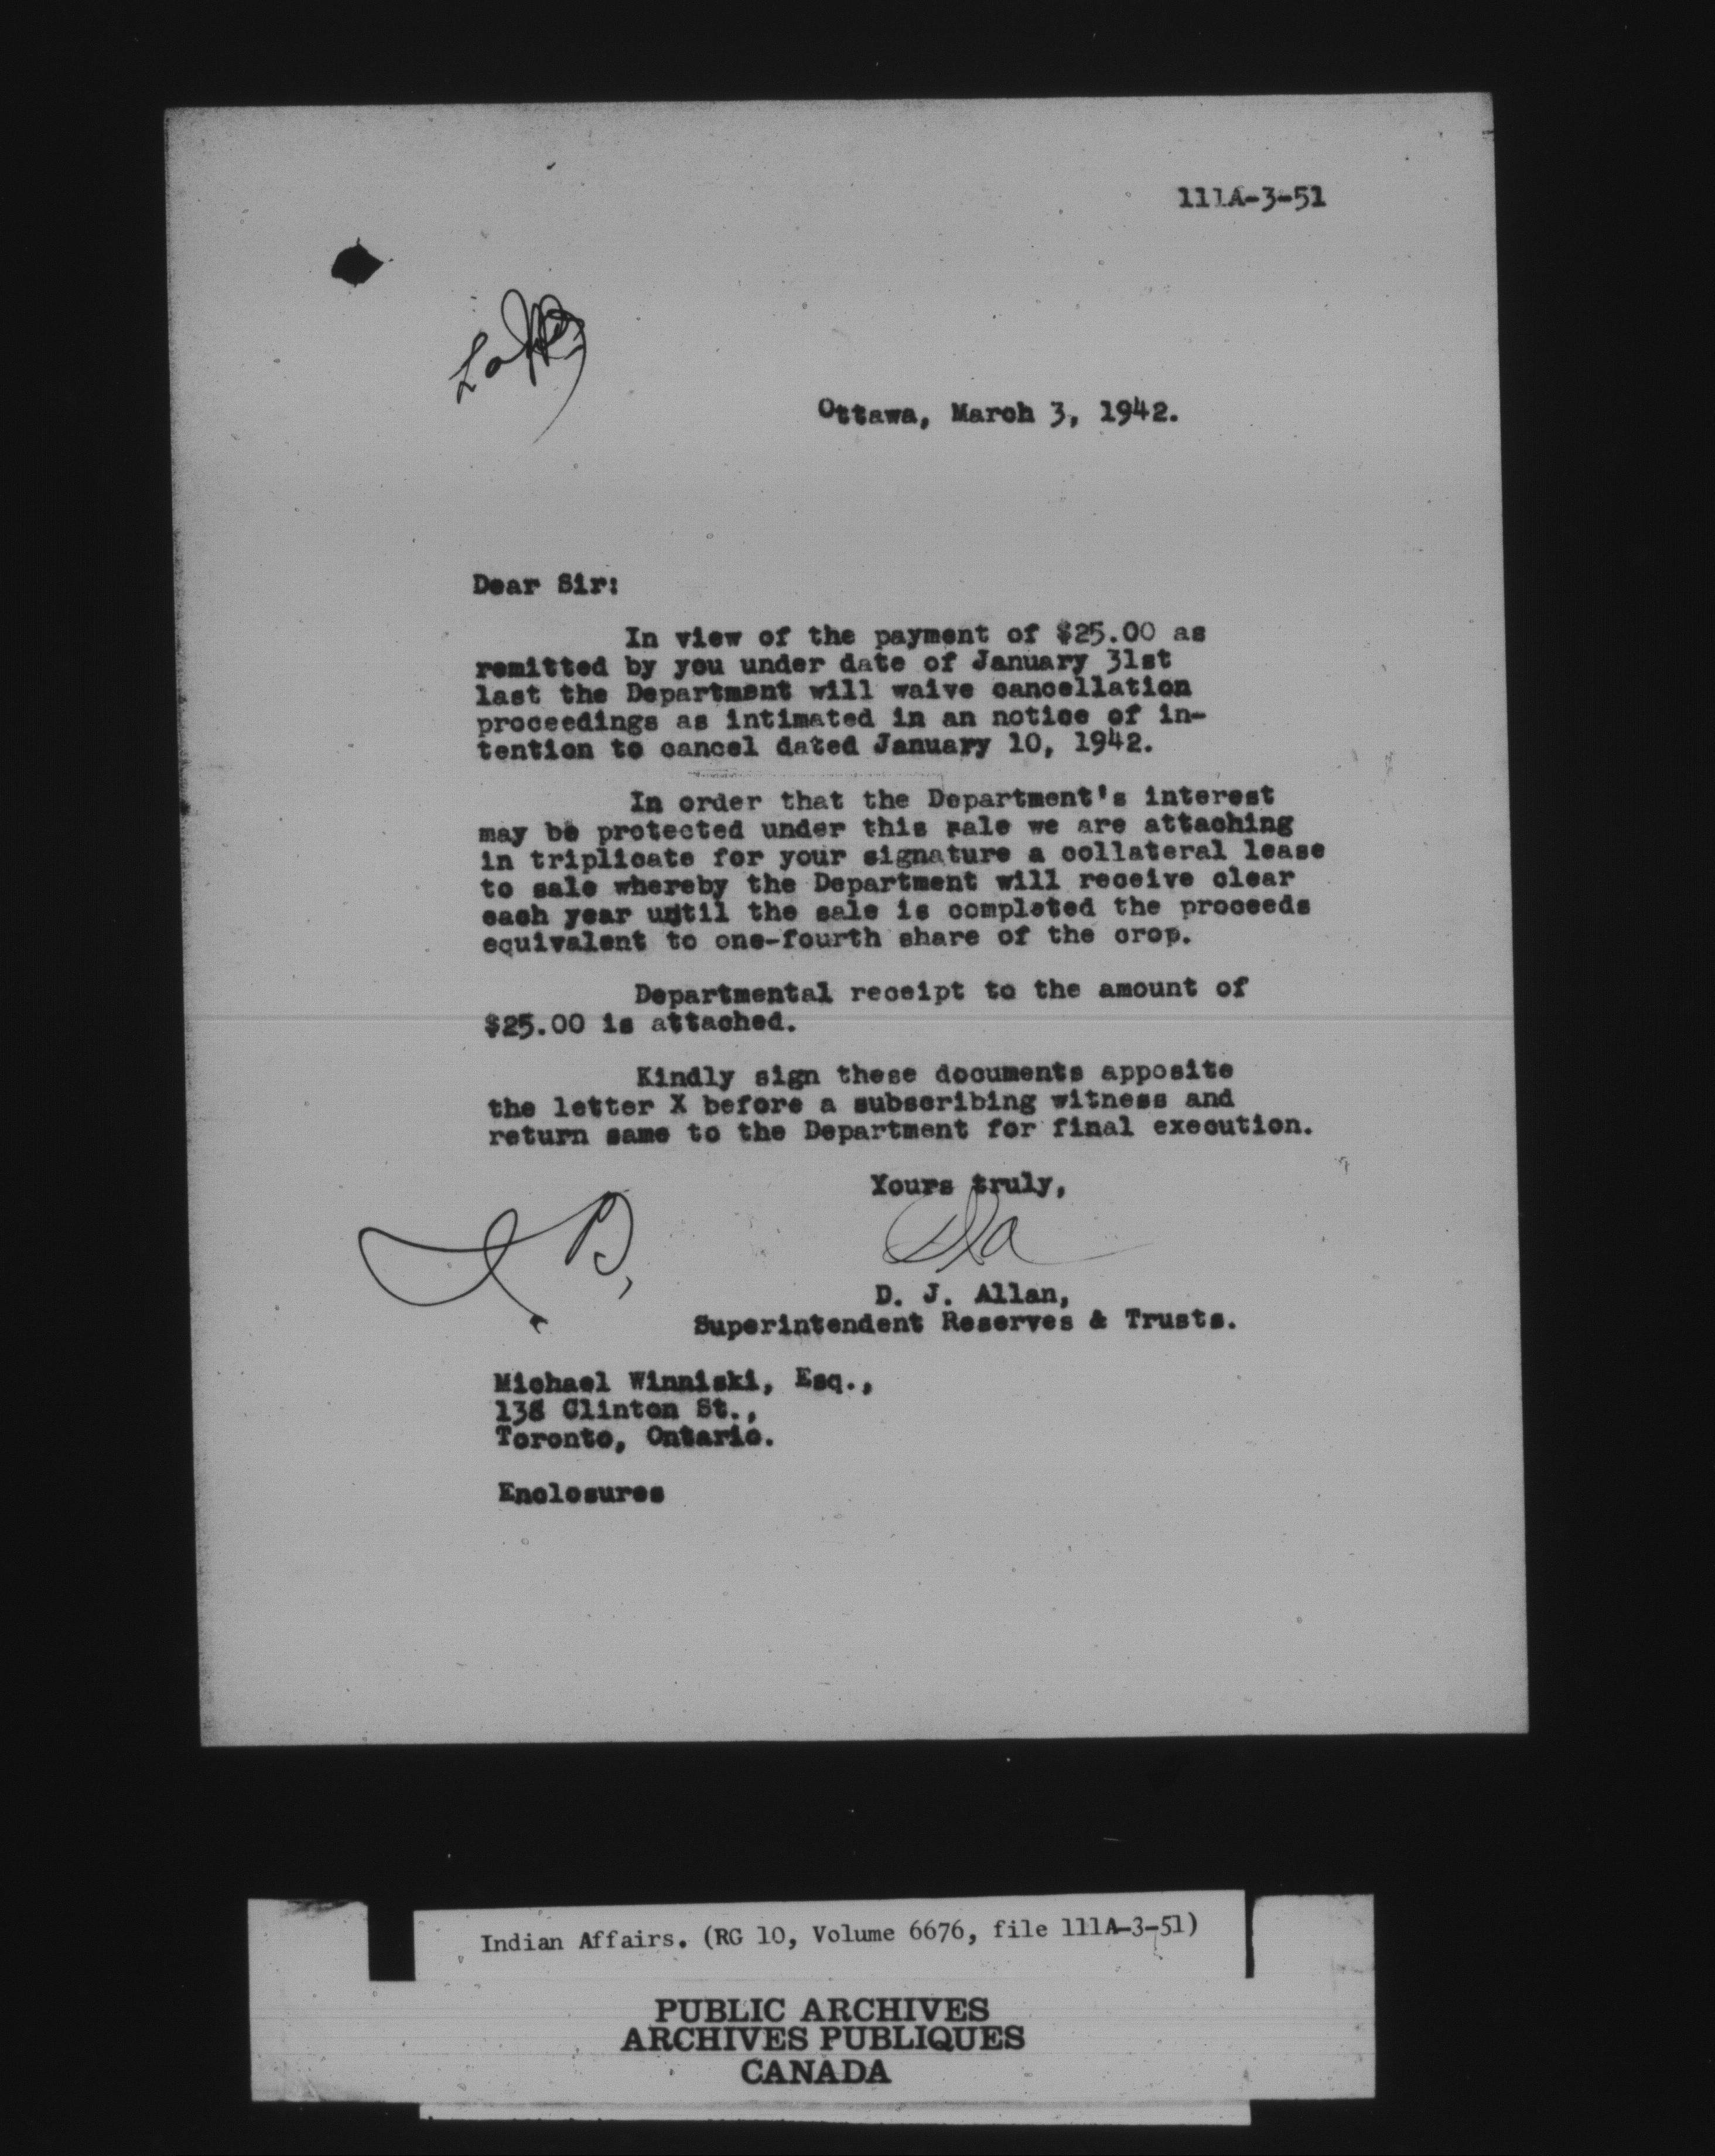 111A-3-51
Ottawa, March 3, 1942.
Dear Sir:
In view of the payment of $25.00 as
remitted by you under date of January 31st
last the Department will waive cancellation
proceedings as intimated in an notice of in-
tention to cancel dated January 10, 1942.
In order that the Department's interest
may be protected under this sale we are attaching
in triplicate for your signature a collateral lease
to sale whereby the Department will receive clear
each year until the sale is completed the proceeds
equivalent to one-fourth share of the crop.
Departmental receipt to the amount of
$25.00 is attached.
Kindly sign these documents apposite
the letter X before a subscribing witness and
return same to the Department for final execution.
Yours truly,
D. J. Allan,
Superintendent Reserves & Trusts.
Michael Winniski, Esq.,
138 Clinton St.,
Toronto, Ontario.
Enclosures
Indian Affairs. (RG 10, Volume 6676, file 111A-3-51)
PUBLIC ARCHIVES
ARCHIVES PUBLIQUES
CANADA